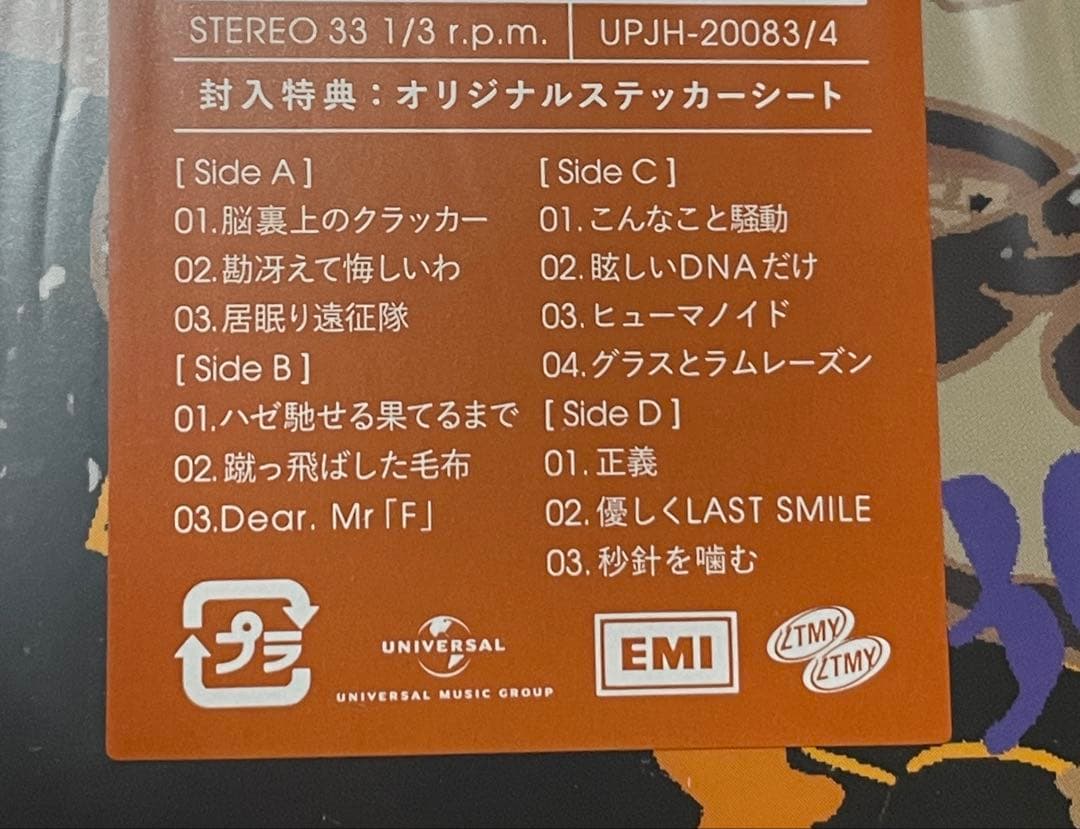 STEREO 33 1/3 r.p.m. UPJH-20083/4
封入特典：オリジナルステッカーシート
[ Side A ]
01.脳裏上のクラッカー
02.勘冴えて悔しいわ
03.居眠り遠征隊
[ Side B ]
01.ハゼ馳せる果てるまで
02.蹴っ飛ばした毛布
03.Dear. Mr「F」
[ Side C ]
01.こんなこと騒動
02.眩しいDNAだけ
03.ヒューマノイド
04.グラスとラムレーズン
[ Side D ]
01.正義
02.優しくLAST SMILE
03.秒針を噛む
プラ
UNIVERSAL
UNIVERSAL MUSIC GROUP
EMI
ZTMY
ZTMY